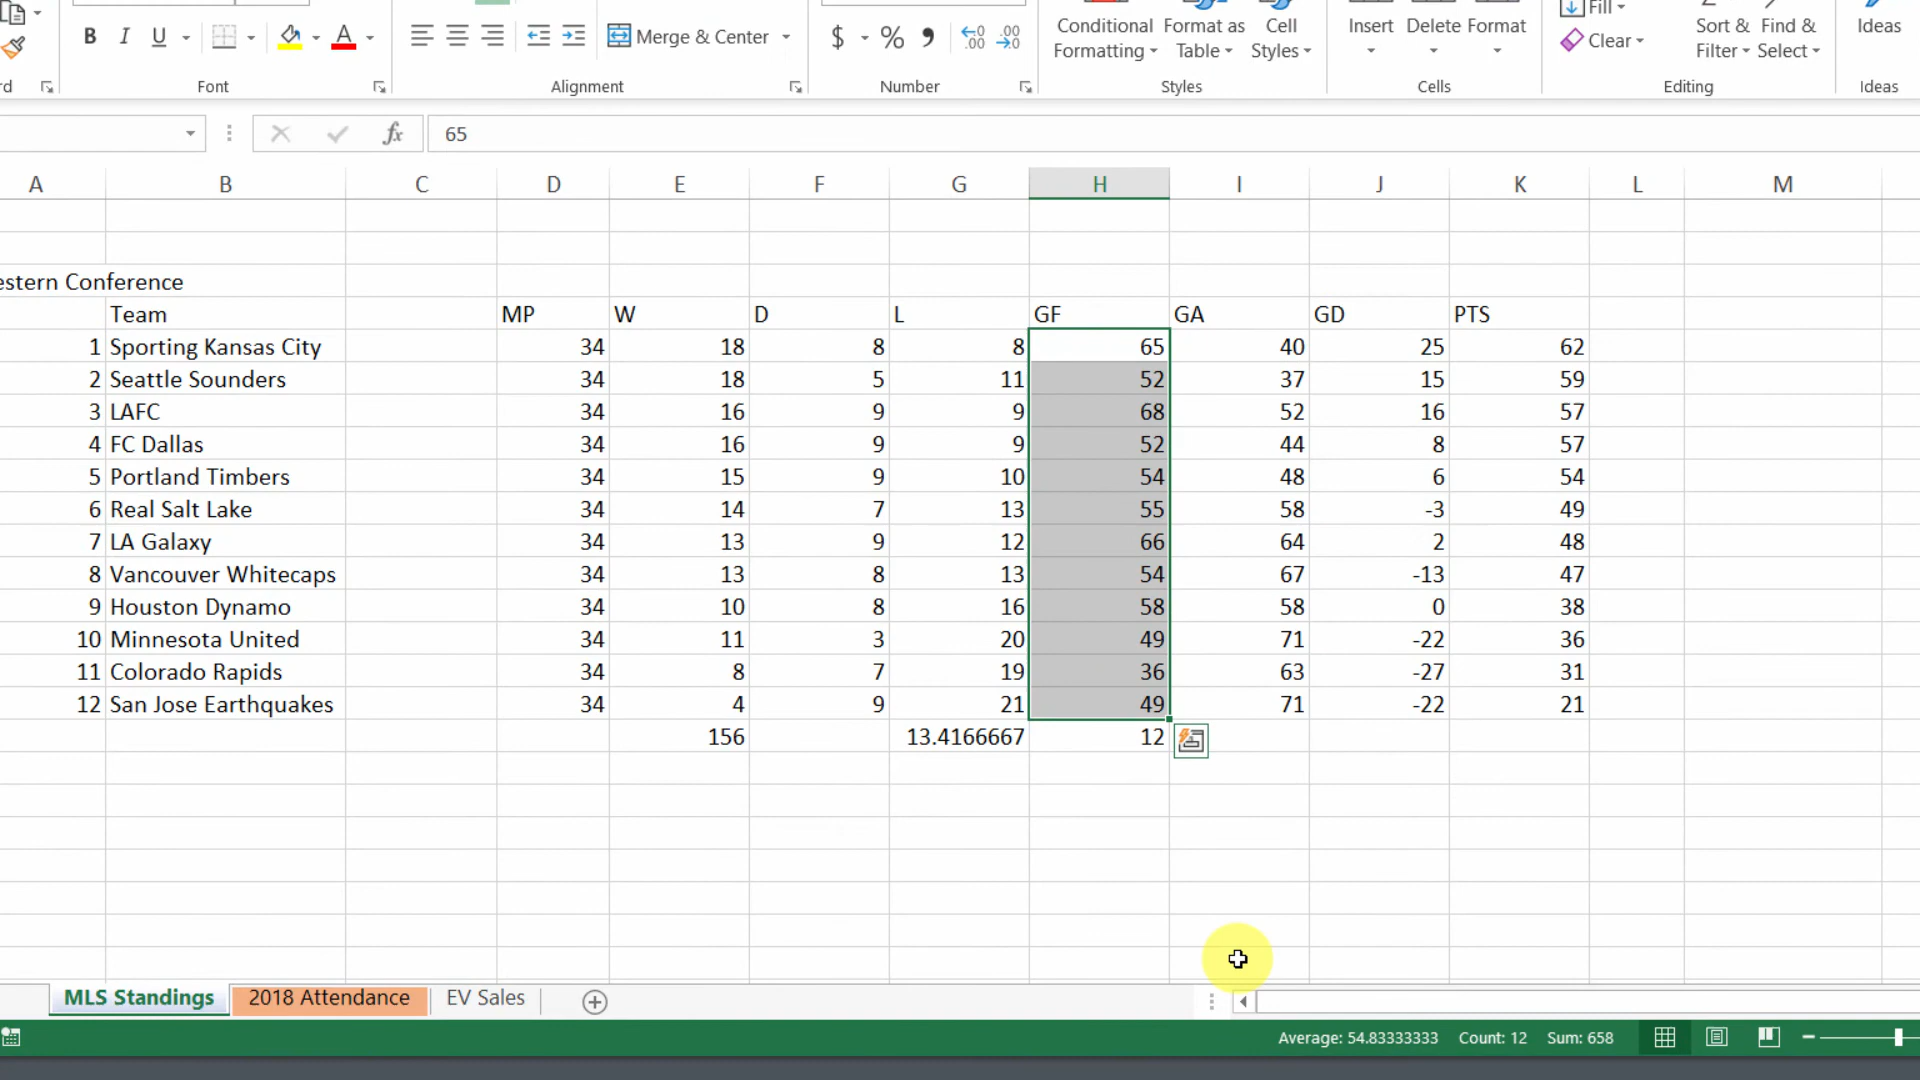 B I U A Merge & Center $ % , .00 Conditional Formatting Format as Table Cell Styles Insert Delete Format Fill Clear Sort & Filter Find & Select Ideas
rd Font Alignment Number Styles Cells Editing Ideas
fx 65
A B C D E F G H I J K L M
estern Conference
Team MP W D L GF GA GD PTS
1 Sporting Kansas City 34 18 8 8 65 40 25 62
2 Seattle Sounders 34 18 5 11 52 37 15 59
3 LAFC 34 16 9 9 68 52 16 57
4 FC Dallas 34 16 9 9 52 44 8 57
5 Portland Timbers 34 15 9 10 54 48 6 54
6 Real Salt Lake 34 14 7 13 55 58 -3 49
7 LA Galaxy 34 13 9 12 66 64 2 48
8 Vancouver Whitecaps 34 13 8 13 54 67 -13 47
9 Houston Dynamo 34 10 8 16 58 58 0 38
10 Minnesota United 34 11 3 20 49 71 -22 36
11 Colorado Rapids 34 8 7 19 36 63 -27 31
12 San Jose Earthquakes 34 4 9 21 49 71 -22 21
156 13.4166667 12
MLS Standings 2018 Attendance EV Sales
Average: 54.83333333 Count: 12 Sum: 658